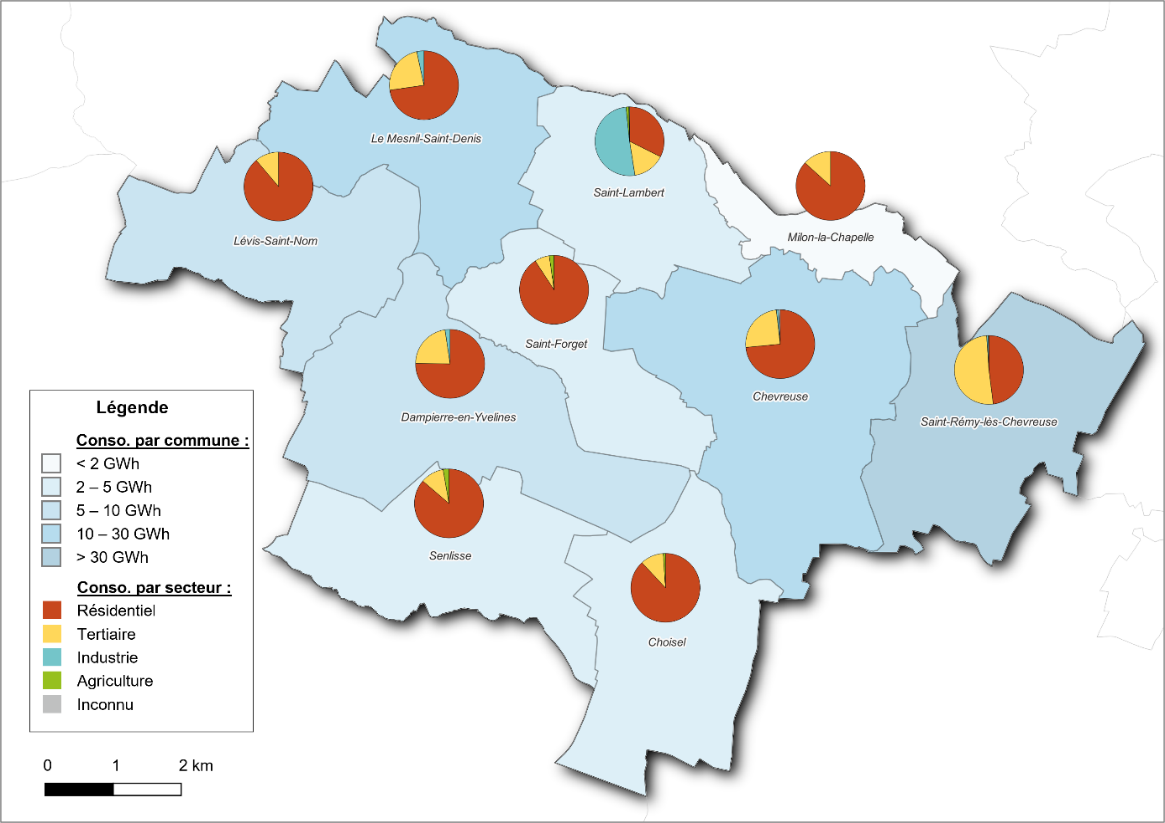 Le Mesnil-Saint-Denis
Saint-Lambert
Lévis-Saint-Nom
Milon-la-Chapelle
Saint-Forget
Chevreuse
Dampierre-en-Yvelines
Saint-Rémy-lès-Chevreuse
Senlisse
Choisel
Légende
Conso. par commune :
< 2 GWh
2 – 5 GWh
5 – 10 GWh
10 – 30 GWh
> 30 GWh
Conso. par secteur :
Résidentiel
Tertiaire
Industrie
Agriculture
Inconnu
0 1 2 km